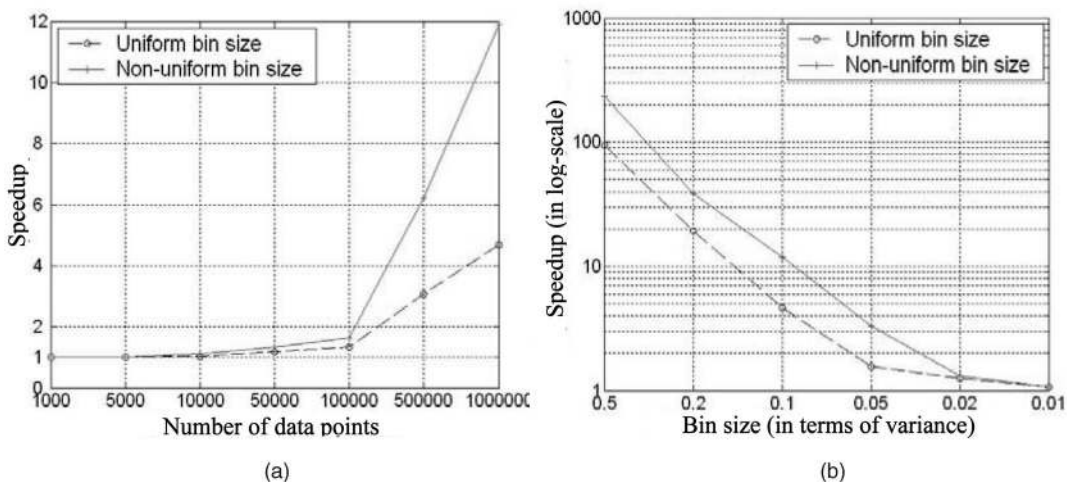 12
10
8
6
4
2
1
0
Speedup
Uniform bin size
Non-uniform bin size
1000 5000 10000 50000 100000 500000 1000000
Number of data points
(a)
1000
100
10
1
Speedup (in log-scale)
Uniform bin size
Non-uniform bin size
0.5 0.2 0.1 0.05 0.02 0.01
Bin size (in terms of variance)
(b)